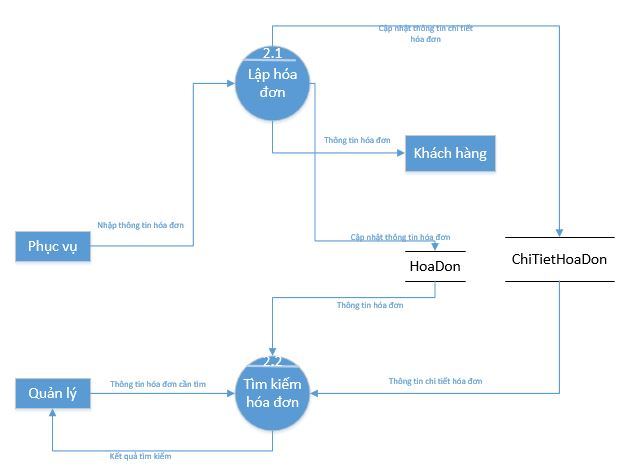 Cập nhật thông tin chi tiết
hóa đơn
2.1
Lập hóa
đơn
Thông tin hóa đơn
Khách hàng
Nhập thông tin hóa đơn
Phục vụ
Cập nhật thông tin hóa đơn
HoaDon
ChiTietHoaDon
Thông tin hóa đơn
2.2
Tìm kiếm
hóa đơn
Quản lý
Thông tin hóa đơn cần tìm
Thông tin chi tiết hóa đơn
Kết quả tìm kiếm